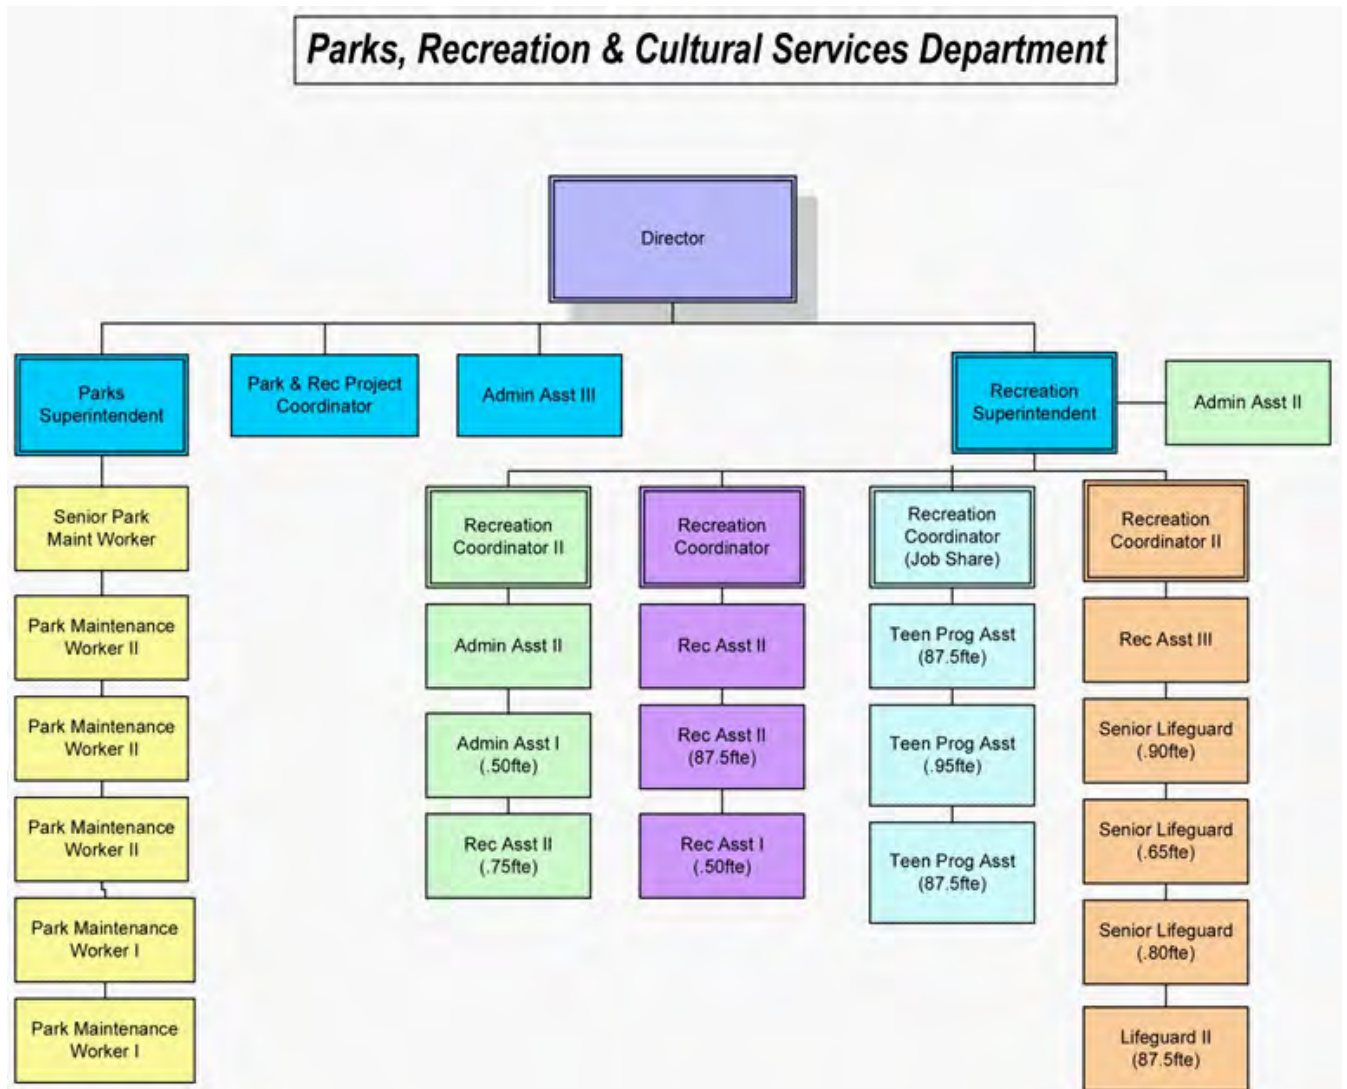 Parks, Recreation & Cultural Services Department
Director
Parks
Superintendent
Park & Rec Project
Coordinator
Admin Asst III
Recreation
Superintendent
Admin Asst II
Senior Park
Maint Worker
Park Maintenance
Worker II
Park Maintenance
Worker II
Park Maintenance
Worker II
Park Maintenance
Worker I
Park Maintenance
Worker I
Recreation
Coordinator II
Admin Asst II
Admin Asst I
(.50fte)
Rec Asst II
(.75fte)
Recreation
Coordinator
Rec Asst II
Rec Asst II
(87.5fte)
Rec Asst I
(.50fte)
Recreation
Coordinator
(Job Share)
Teen Prog Asst
(87.5fte)
Teen Prog Asst
(.95fte)
Teen Prog Asst
(87.5fte)
Recreation
Coordinator II
Rec Asst III
Senior Lifeguard
(.90fte)
Senior Lifeguard
(.65fte)
Senior Lifeguard
(.80fte)
Lifeguard II
(87.5fte)